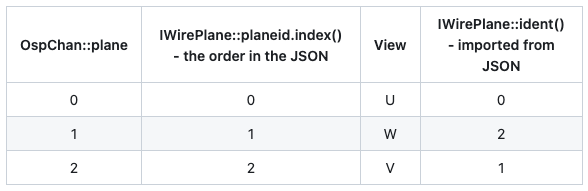 OspChan::plane
IWirePlane::planeid.index()
- the order in the JSON
View
IWirePlane::ident()
- imported from
JSON
0 0 U 0
1 1 W 2
2 2 V 1